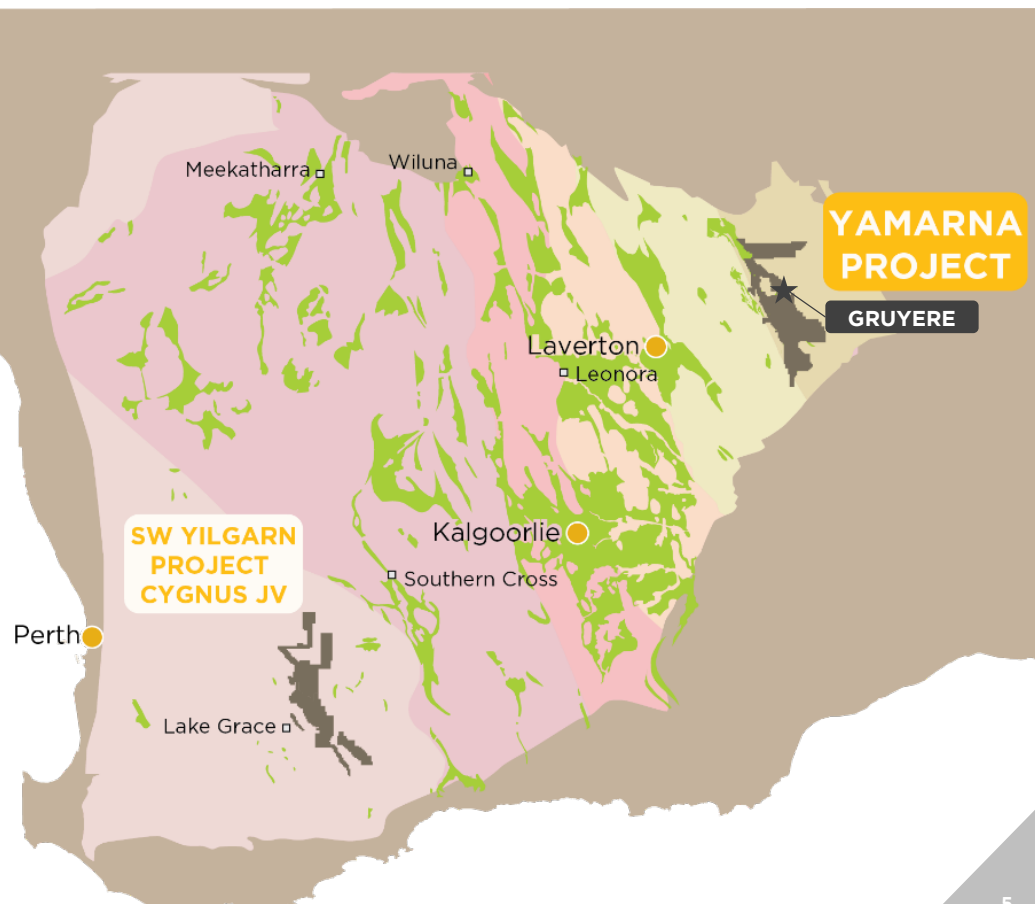 Meekatharra
Wiluna
YAMARNA
PROJECT
GRUYERE
Laverton
Leonora
Kalgoorlie
SW YILGARN
PROJECT
CYGNUS JV
Southern Cross
Perth
Lake Grace
5